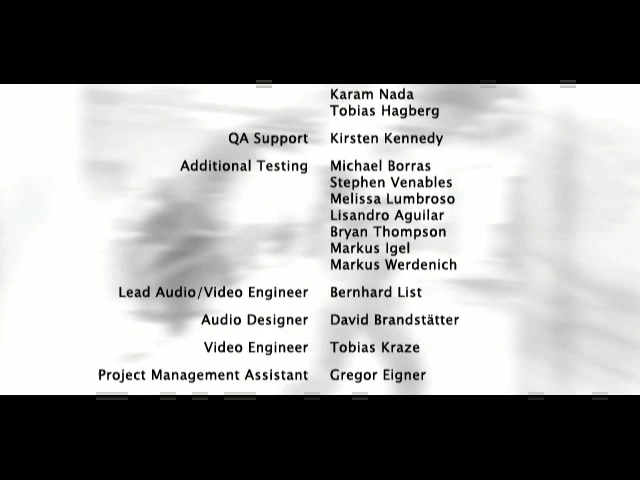 Karam Nada
Tobias Hagberg
QA Support Kirsten Kennedy
Additional Testing Michael Borras
Stephen Venables
Melissa Lumbroso
Lisandro Aguilar
Bryan Thompson
Markus Igel
Markus Werdenich
Lead Audio/Video Engineer Bernhard List
Audio Designer David Brandstätter
Video Engineer Tobias Kraze
Project Management Assistant Gregor Eigner